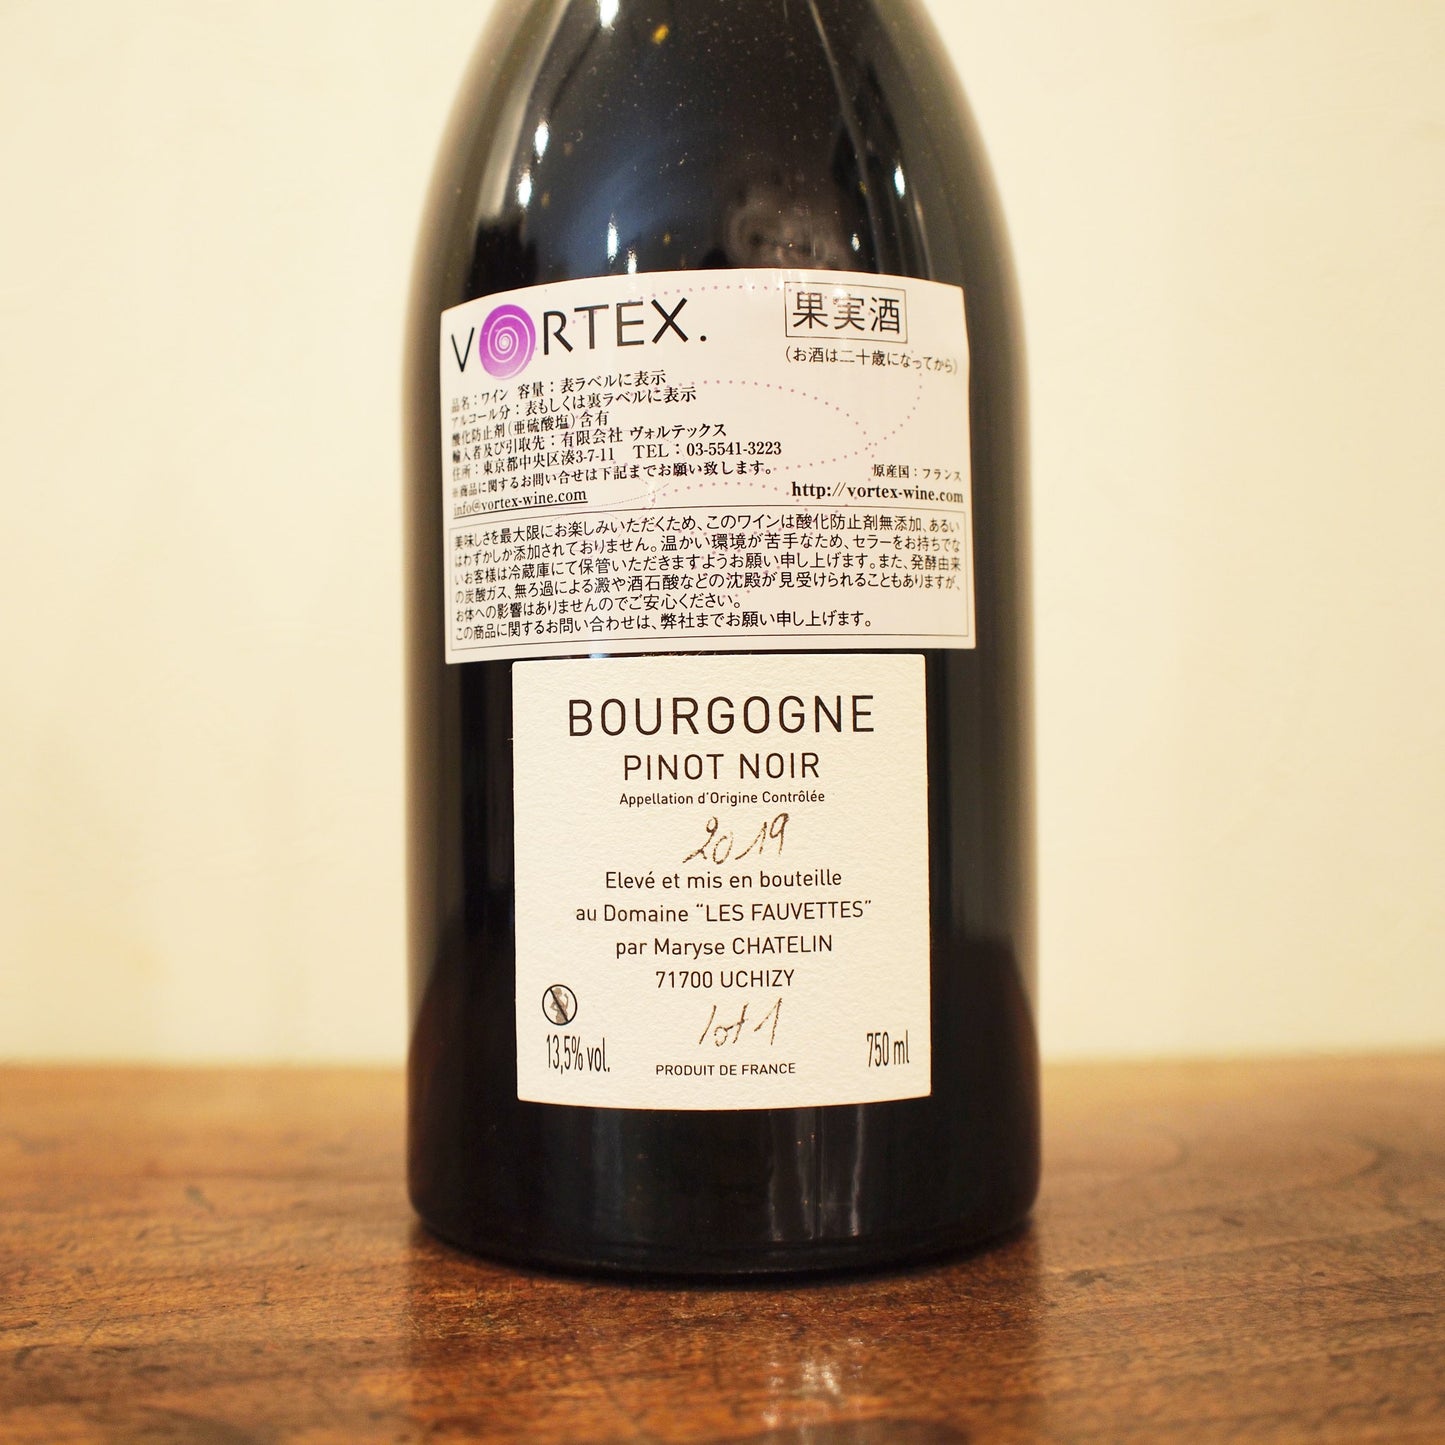 VORTEX.
果実酒
(お酒は二十歳になってから)
品名：ワイン 容量：表ラベルに表示
アルコール分：表もしくは裏ラベルに表示
酸化防止剤(亜硫酸塩)含有
輸入者及び引取先：有限会社 ヴォルテックス
住所：東京都中央区湊3-7-11 TEL：03-5541-3223
※商品に関するお問い合せは下記までお願い致します。
原産国：フランス
info@vortex-wine.com
http://vortex-wine.com
美味しさを最大限にお楽しみいただくため、このワインは酸化防止剤無添加、あるい
はわずかしか添加されておりません。温かい環境が苦手なため、セラーをお持ちでな
いお客様は冷蔵庫にて保管いただきますようお願い申し上げます。また、発酵由来
の炭酸ガス、無ろ過による澱や酒石酸などの沈殿が見受けられることもありますが、
お体への影響はありませんのでご安心ください。
この商品に関するお問い合わせは、弊社までお願い申し上げます。
BOURGOGNE
PINOT NOIR
Appellation d'Origine Contrôlée
2019
Elevé et mis en bouteille
au Domaine “LES FAUVETTES”
par Maryse CHATELIN
71700 UCHIZY
lot 1
13,5% vol.
750 ml
PRODUIT DE FRANCE